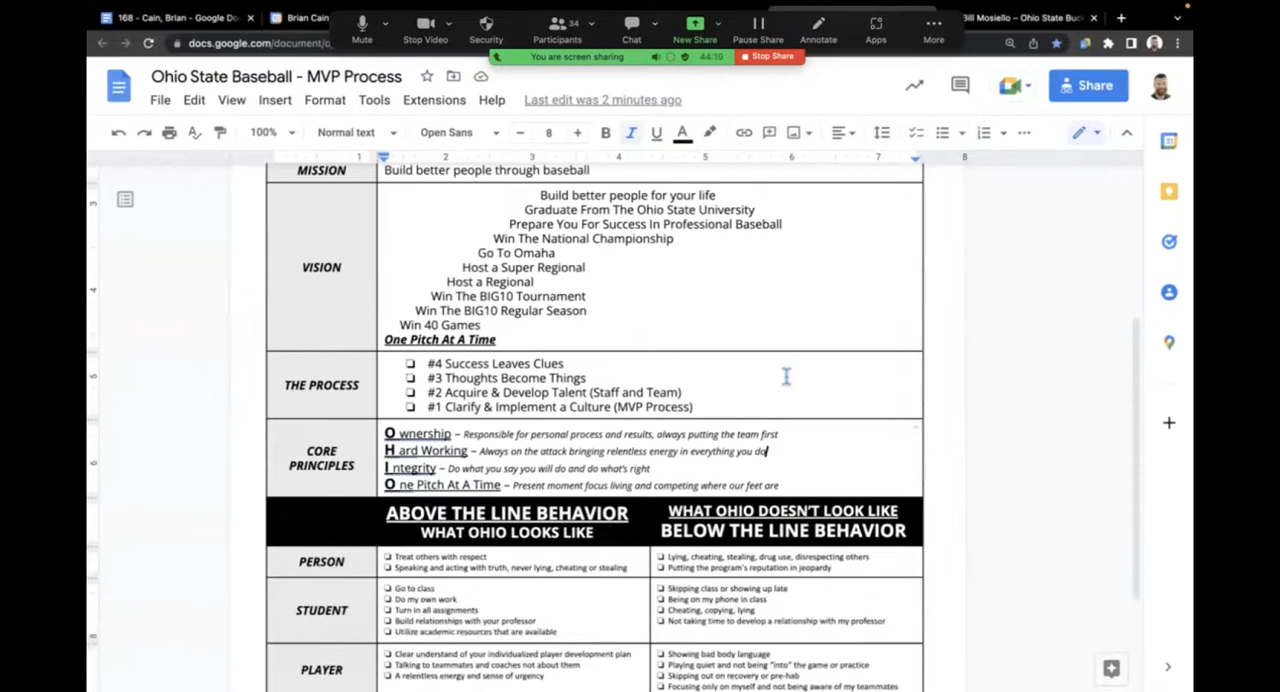 168 - Cain, Brian - Google Do
Brian Cain
Bill Mosiello – Ohio State Buc
Mute
Stop Video
Security
34
Participants
Chat
New Share
Pause Share
Annotate
Apps
More
You are screen sharing
44:10
Stop Share
docs.google.com/document/
Ohio State Baseball - MVP Process
Share
File Edit View Insert Format Tools Extensions Help Last edit was 2 minutes ago
100% Normal text Open Sans 8 B I U A
1 2 3 4 5 6 7 8
MISSION
Build better people through baseball
VISION
Build better people for your life
Graduate From The Ohio State University
Prepare You For Success In Professional Baseball
Win The National Championship
Go To Omaha
Host a Super Regional
Host a Regional
Win The BIG10 Tournament
Win The BIG10 Regular Season
Win 40 Games
One Pitch At A Time
THE PROCESS
#4 Success Leaves Clues
#3 Thoughts Become Things
#2 Acquire & Develop Talent (Staff and Team)
#1 Clarify & Implement a Culture (MVP Process)
CORE
PRINCIPLES
O wnership – Responsible for personal process and results, always putting the team first
H ard Working – Always on the attack bringing relentless energy in everything you do
I ntegrity – Do what you say you will do and do what's right
O ne Pitch At A Time – Present moment focus living and competing where our feet are
ABOVE THE LINE BEHAVIOR
WHAT OHIO LOOKS LIKE
WHAT OHIO DOESN'T LOOK LIKE
BELOW THE LINE BEHAVIOR
PERSON
Treat others with respect
Speaking and acting with truth, never lying, cheating or stealing
Lying, cheating, stealing, drug use, disrespecting others
Putting the program's reputation in jeopardy
STUDENT
Go to class
Do my own work
Turn in all assignments
Build relationships with your professor
Utilize academic resources that are available
Skipping class or showing up late
Being on my phone in class
Cheating, copying, lying
Not taking time to develop a relationship with my professor
PLAYER
Clear understand of your individualized player development plan
Talking to teammates and coaches not about them
A relentless energy and sense of urgency
Showing bad body language
Playing quiet and not being "into" the game or practice
Skipping out on recovery or pre-hab
Focusing only on myself and not being aware of my teammates